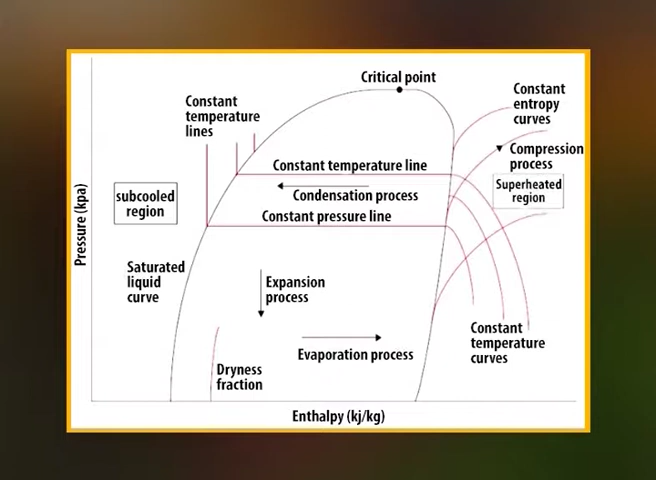 Critical point
Constant
temperature
lines
Constant
entropy
curves
Compression
process
Constant temperature line
Condensation process
Superheated
region
subcooled
region
Constant pressure line
Pressure (kpa)
Saturated
liquid
curve
Expansion
process
Constant
temperature
curves
Evaporation process
Dryness
fraction
Enthalpy (kj/kg)